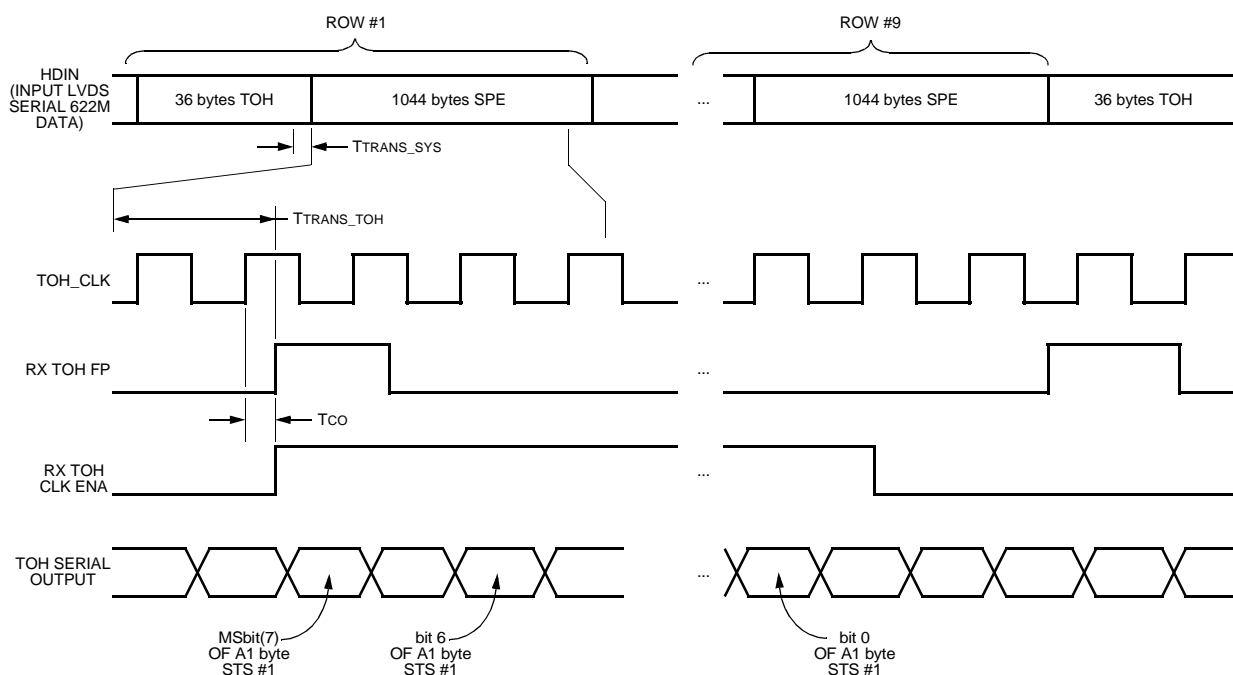 ROW #1
ROW #9
HDIN
(INPUT LVDS
SERIAL 622M
DATA)
36 bytes TOH
1044 bytes SPE
...
1044 bytes SPE
36 bytes TOH
TTRANS_SYS
TTRANS_TOH
TOH_CLK
...
RX TOH FP
...
TCO
RX TOH
CLK ENA
...
TOH SERIAL
OUTPUT
...
MSbit(7)
OF A1 byte
STS #1
bit 6
OF A1 byte
STS #1
bit 0
OF A1 byte
STS #1